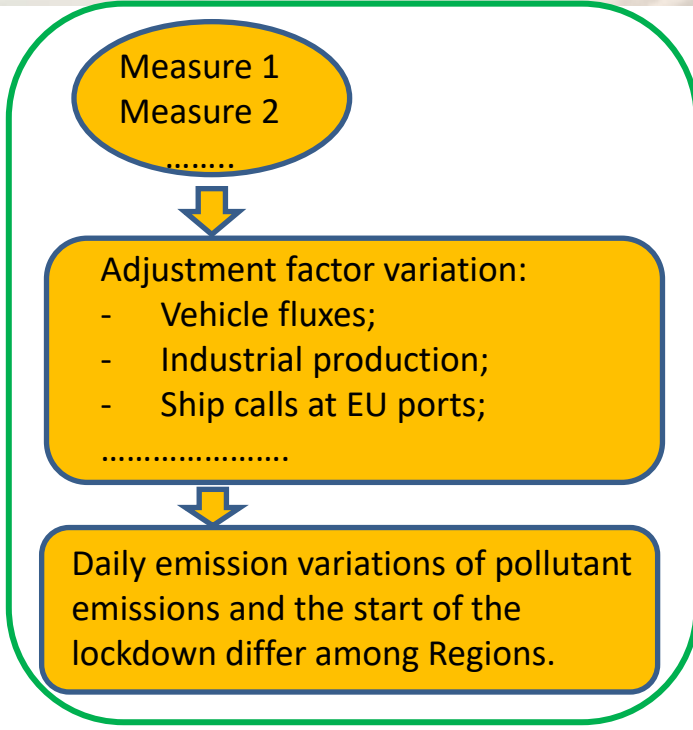 Measure 1
Measure 2
……..
Adjustment factor variation:
- Vehicle fluxes;
- Industrial production;
- Ship calls at EU ports;
………………….
Daily emission variations of pollutant
emissions and the start of the
lockdown differ among Regions.